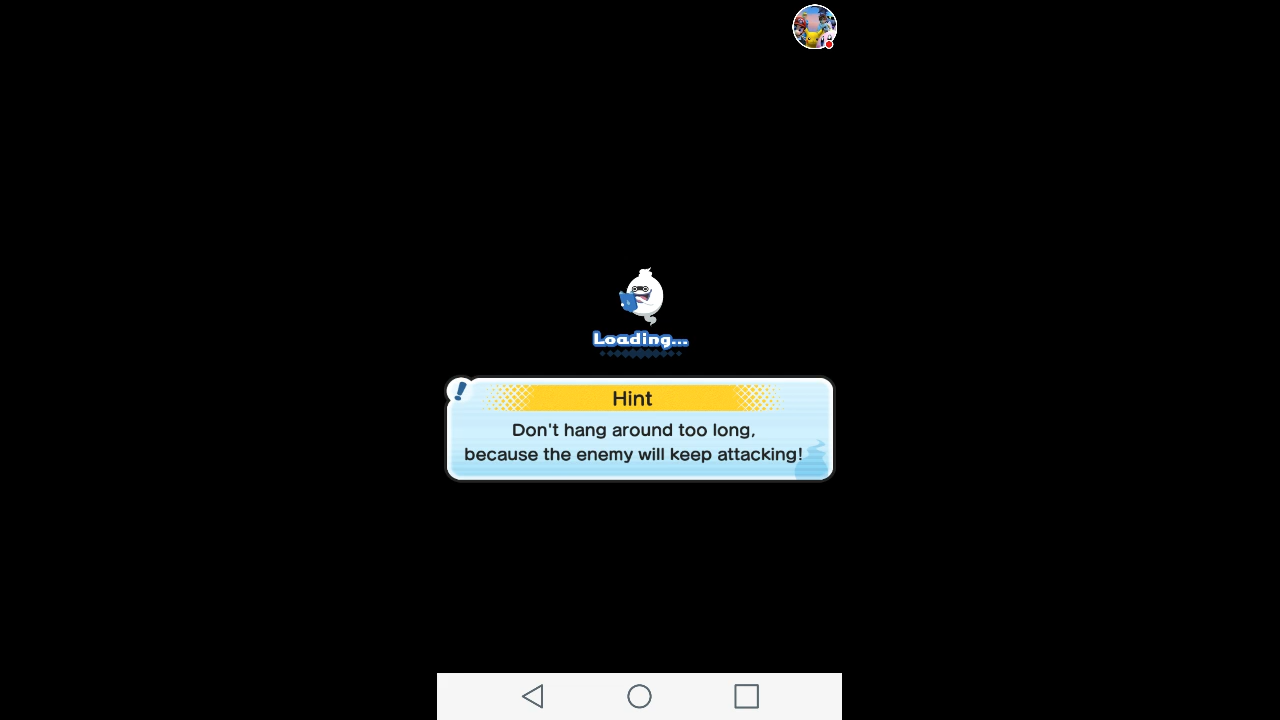 Loading...
Hint
Don't hang around too long,
because the enemy will keep attacking!